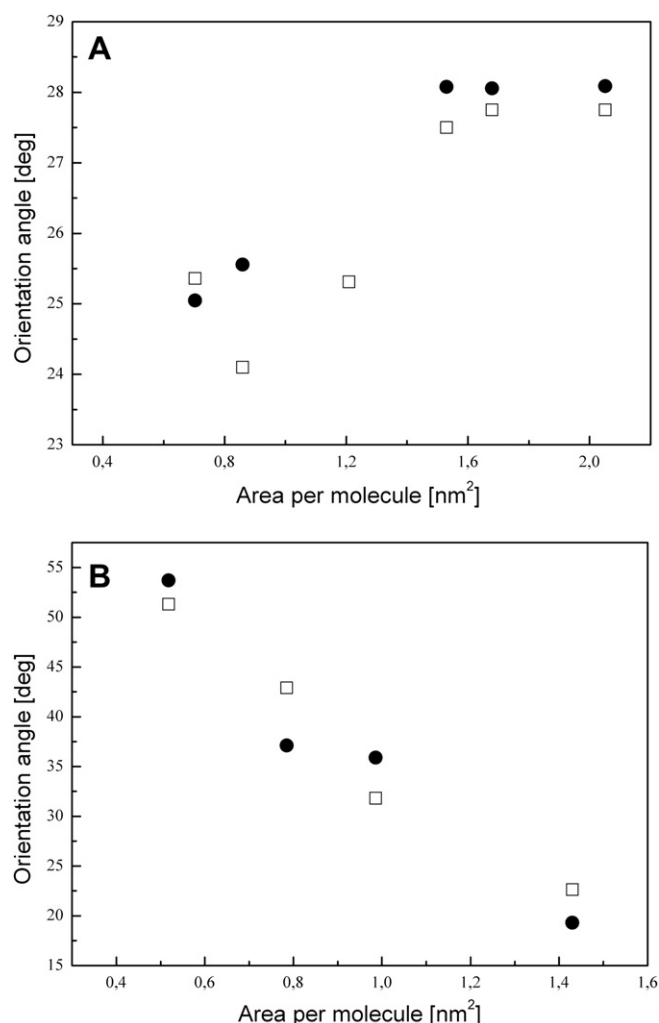 A
29
28
27
26
25
24
23
Orientation angle [deg]
0,4 0,8 1,2 1,6 2,0
Area per molecule [nm²]
B
55
50
45
40
35
30
25
20
15
Orientation angle [deg]
0,4 0,6 0,8 1,0 1,2 1,4 1,6
Area per molecule [nm²]